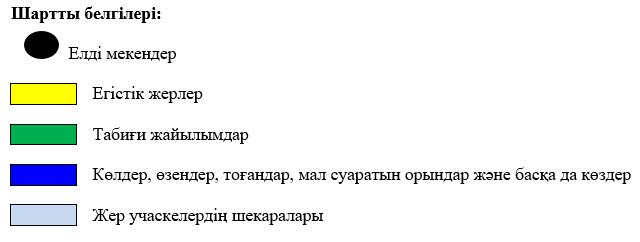 Шартты белгілері:
Елді мекендер
Егістік жерлер
Табиғи жайылымдар
Көлдер, өзендер, тоғандар, мал суаратын орындар және басқа да көздер
Жер учаскелердің шекаралары